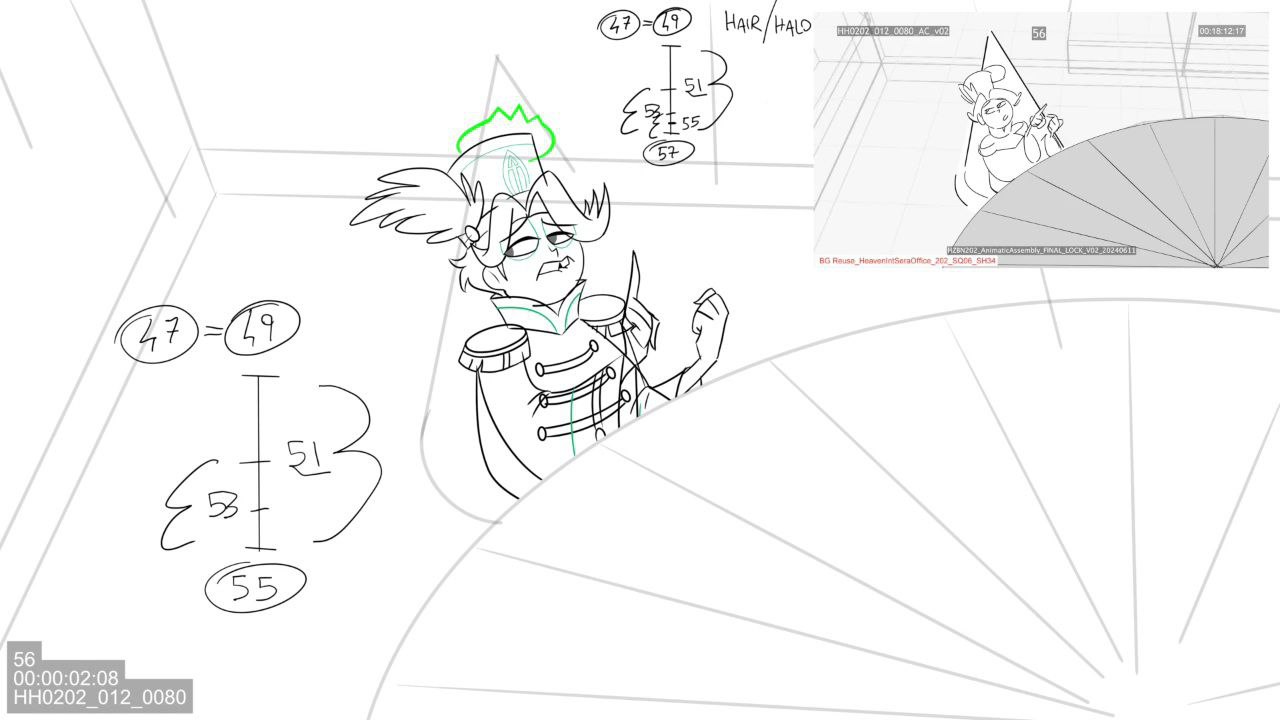 47 = 49 HAIR/HALO
51
53
55
57
HH0202_012_0080_AC_v02
56
00:18:12:17
HZBN202_AnimaticAssembly_FINAL_LOCK_V02_20240611
BG Reuse_HeavenIntSeraOffice_202_SQ06_SH34
47 = 49
51
53
55
56
00:00:02:08
HH0202_012_0080